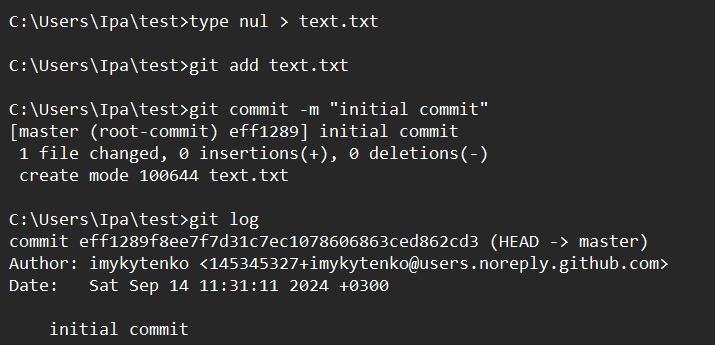 C:\Users\Ipa\test>type nul > text.txt
C:\Users\Ipa\test>git add text.txt
C:\Users\Ipa\test>git commit -m "initial commit"
[master (root-commit) eff1289] initial commit
 1 file changed, 0 insertions(+), 0 deletions(-)
 create mode 100644 text.txt
C:\Users\Ipa\test>git log
commit eff1289f8ee7f7d31c7ec1078606863ced862cd3 (HEAD -> master)
Author: imykytenko <145345327+imykytenko@users.noreply.github.com>
Date:   Sat Sep 14 11:31:11 2024 +0300
    initial commit